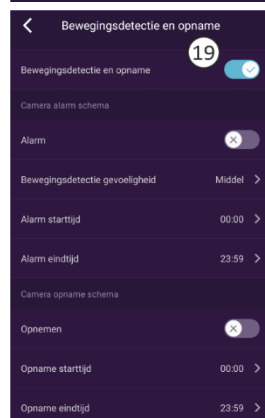 Bewegingsdetectie en opname
19
Bewegingsdetectie en opname
Camera alarm schema
Alarm
Bewegingsdetectie gevoeligheid Middel
Alarm starttijd 00:00
Alarm eindtijd 23:59
Camera opname schema
Opnemen
Opname starttijd 00:00
Opname eindtijd 23:59